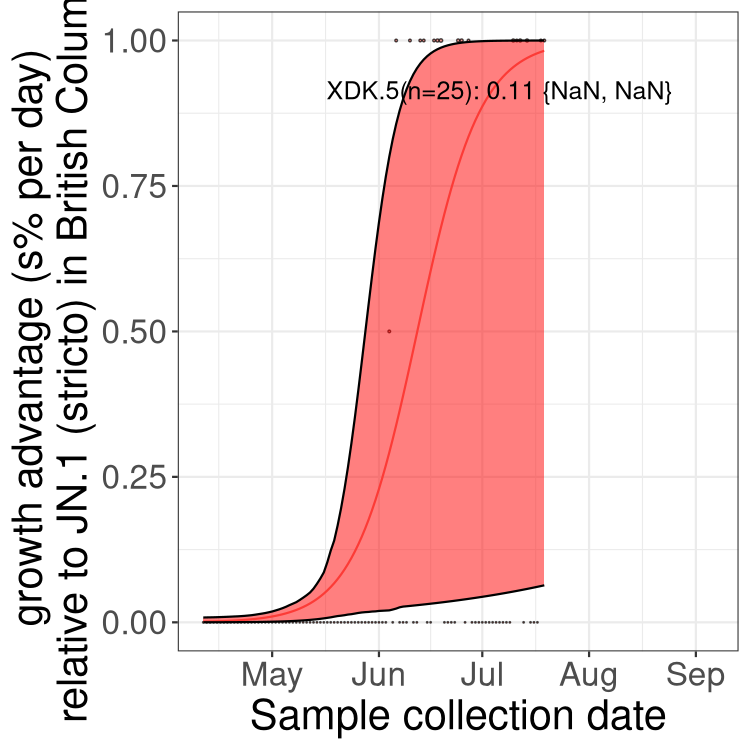 growth advantage (s% per day)
relative to JN.1 (stricto) in British Colum
1.00
0.75
0.50
0.25
0.00
XDK.5(n=25): 0.11 {NaN, NaN}
May Jun Jul Aug Sep
Sample collection date